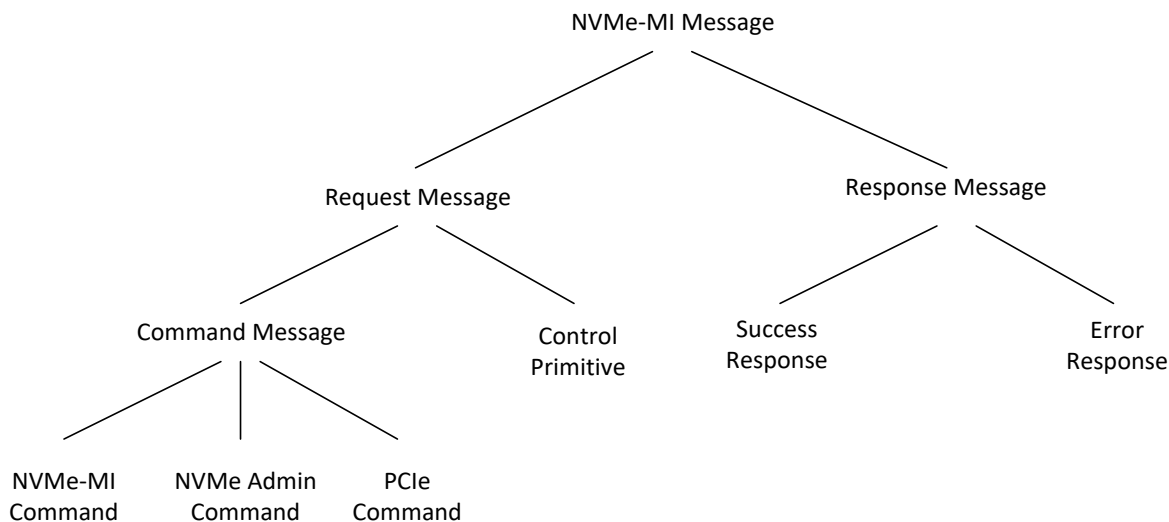 NVMe-MI Message
Request Message
Response Message
Command Message
Control
Primitive
Success
Response
Error
Response
NVMe-MI
Command
NVMe Admin
Command
PCIe
Command